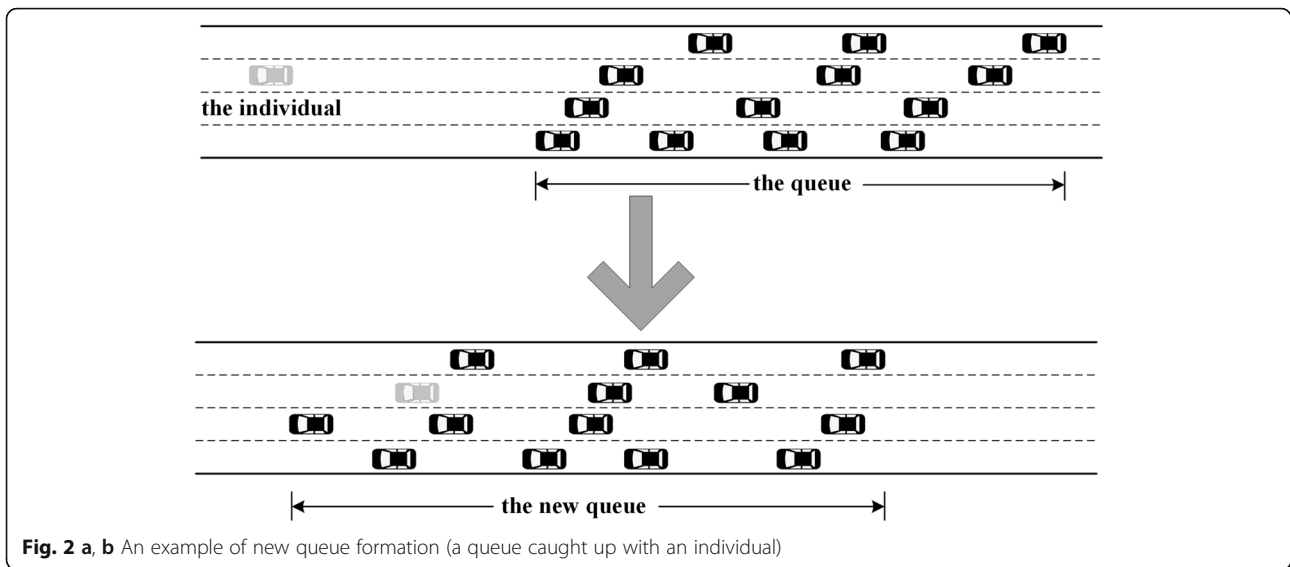 the individual
the queue
the new queue
Fig. 2 a, b An example of new queue formation (a queue caught up with an individual)